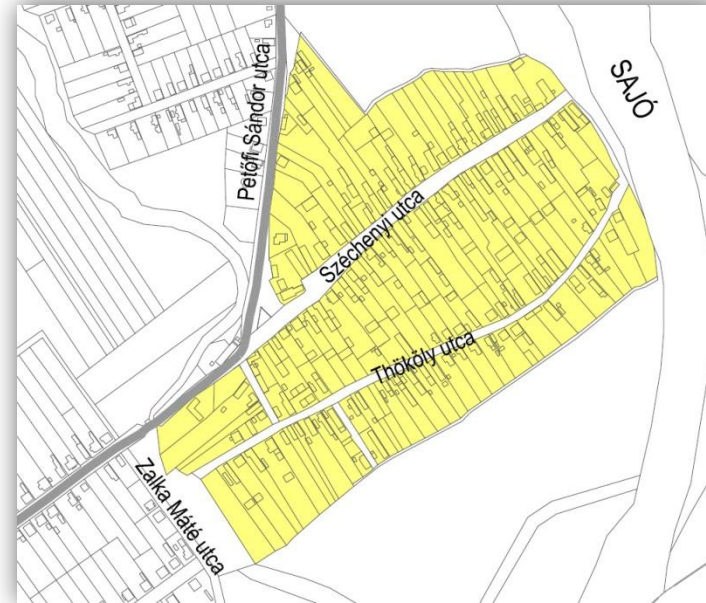 SAJÓ
Petőfi Sándor utca
Széchenyi utca
Thököly utca
Zalka Máté utca